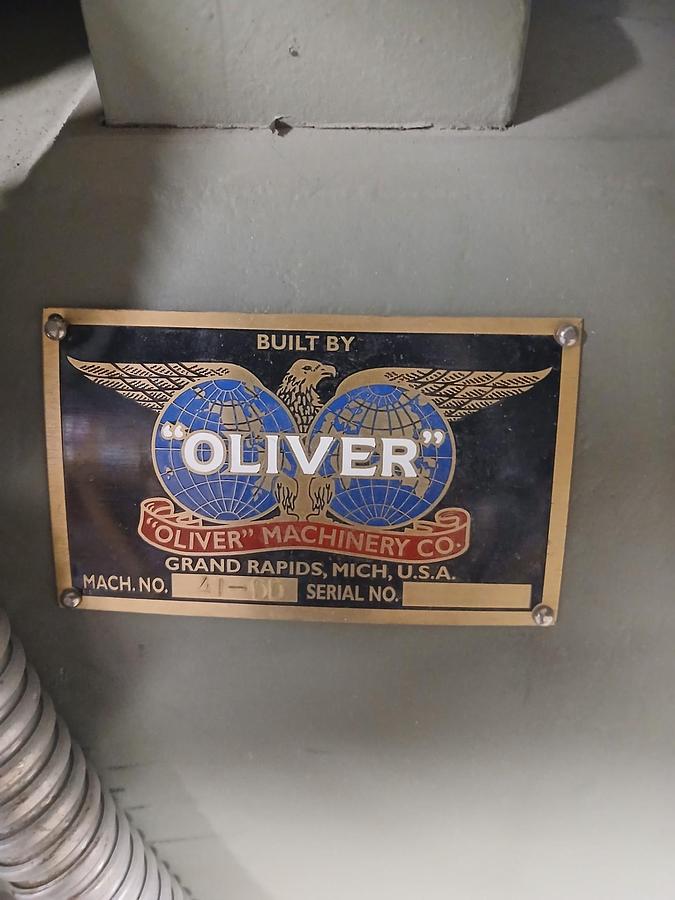 BUILT BY
"OLIVER"
"OLIVER" MACHINERY CO.
GRAND RAPIDS, MICH, U.S.A.
MACH. NO. SERIAL NO.